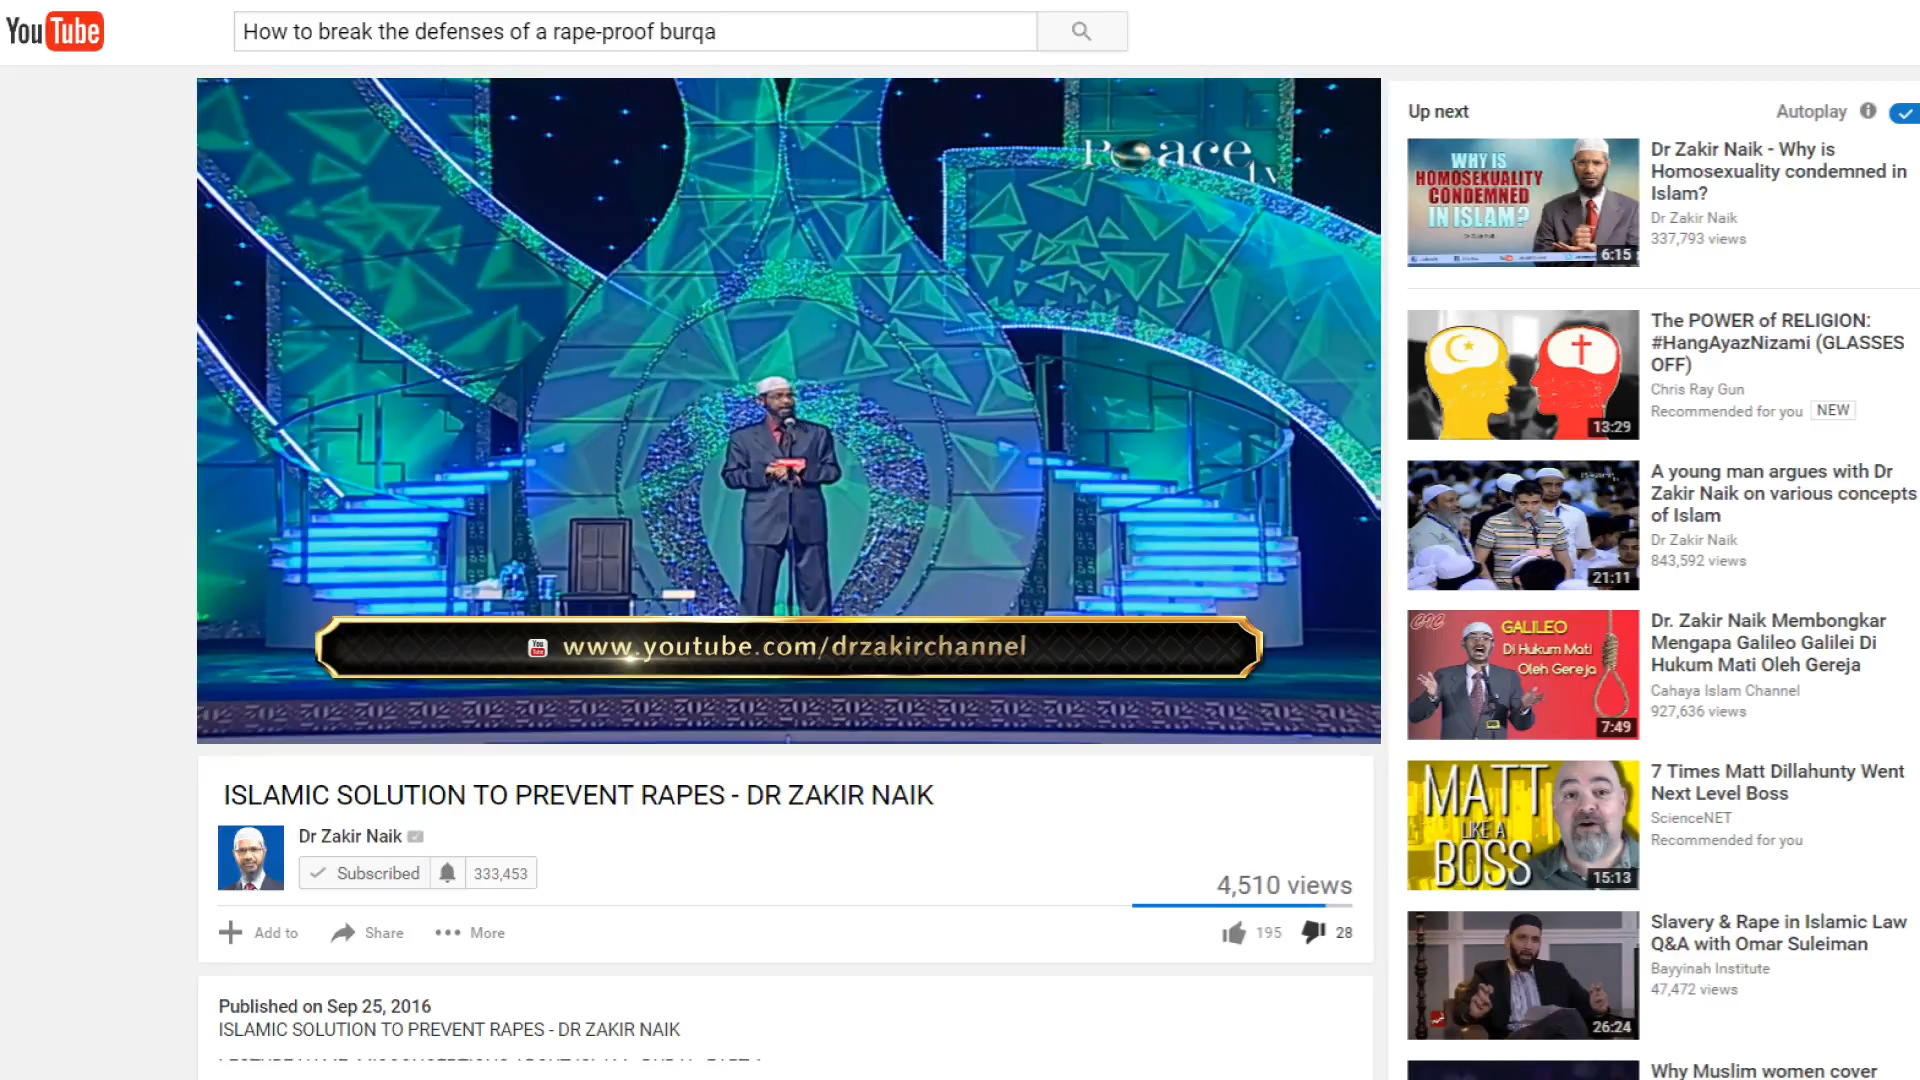 YouTube
How to break the defenses of a rape-proof burqa
Peace tv
www.youtube.com/drzakirchannel
ISLAMIC SOLUTION TO PREVENT RAPES - DR ZAKIR NAIK
Dr Zakir Naik
Subscribed 333,453
4,510 views
Add to Share More
195 28
Published on Sep 25, 2016
ISLAMIC SOLUTION TO PREVENT RAPES - DR ZAKIR NAIK
Up next Autoplay
WHY IS
HOMOSEXUALITY
CONDEMNED
IN ISLAM?
6:15
Dr Zakir Naik - Why is
Homosexuality condemned in
Islam?
Dr Zakir Naik
337,793 views
13:29
The POWER of RELIGION:
#HangAyazNizami (GLASSES
OFF)
Chris Ray Gun
Recommended for you NEW
21:11
A young man argues with Dr
Zakir Naik on various concepts
of Islam
Dr Zakir Naik
843,592 views
CIC
GALILEO
Di Hukum Mati
Oleh Gereja
7:49
Dr. Zakir Naik Membongkar
Mengapa Galileo Galilei Di
Hukum Mati Oleh Gereja
Cahaya Islam Channel
927,636 views
MATT
LIKE A
BOSS
15:13
7 Times Matt Dillahunty Went
Next Level Boss
ScienceNET
Recommended for you
26:24
Slavery & Rape in Islamic Law
Q&A with Omar Suleiman
Bayyinah Institute
47,472 views
Why Muslim women cover